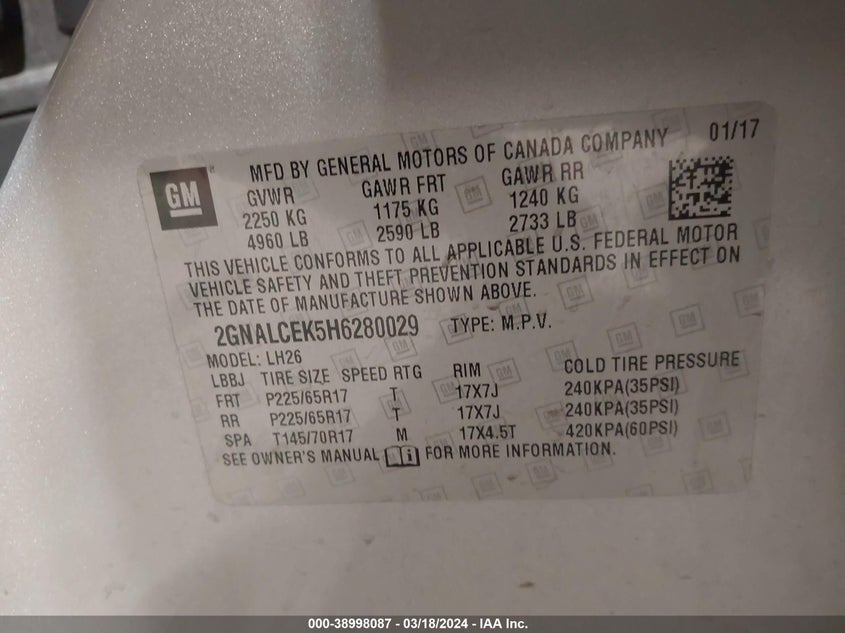 MFD BY GENERAL MOTORS OF CANADA COMPANY 01/17
GM
GVWR GAWR FRT GAWR RR
2250 KG 1175 KG 1240 KG
4960 LB 2590 LB 2733 LB
THIS VEHICLE CONFORMS TO ALL APPLICABLE U.S. FEDERAL MOTOR
VEHICLE SAFETY AND THEFT PREVENTION STANDARDS IN EFFECT ON
THE DATE OF MANUFACTURE SHOWN ABOVE.
2GNALCEK5H6280029 TYPE: M.P.V.
MODEL: LH26
LBBJ TIRE SIZE SPEED RTG RIM COLD TIRE PRESSURE
FRT P225/65R17 T 17X7J 240KPA(35PSI)
RR P225/65R17 T 17X7J 240KPA(35PSI)
SPA T145/70R17 M 17X4.5T 420KPA(60PSI)
SEE OWNER'S MANUAL FOR MORE INFORMATION.
000-38998087 - 03/18/2024 - IAA Inc.